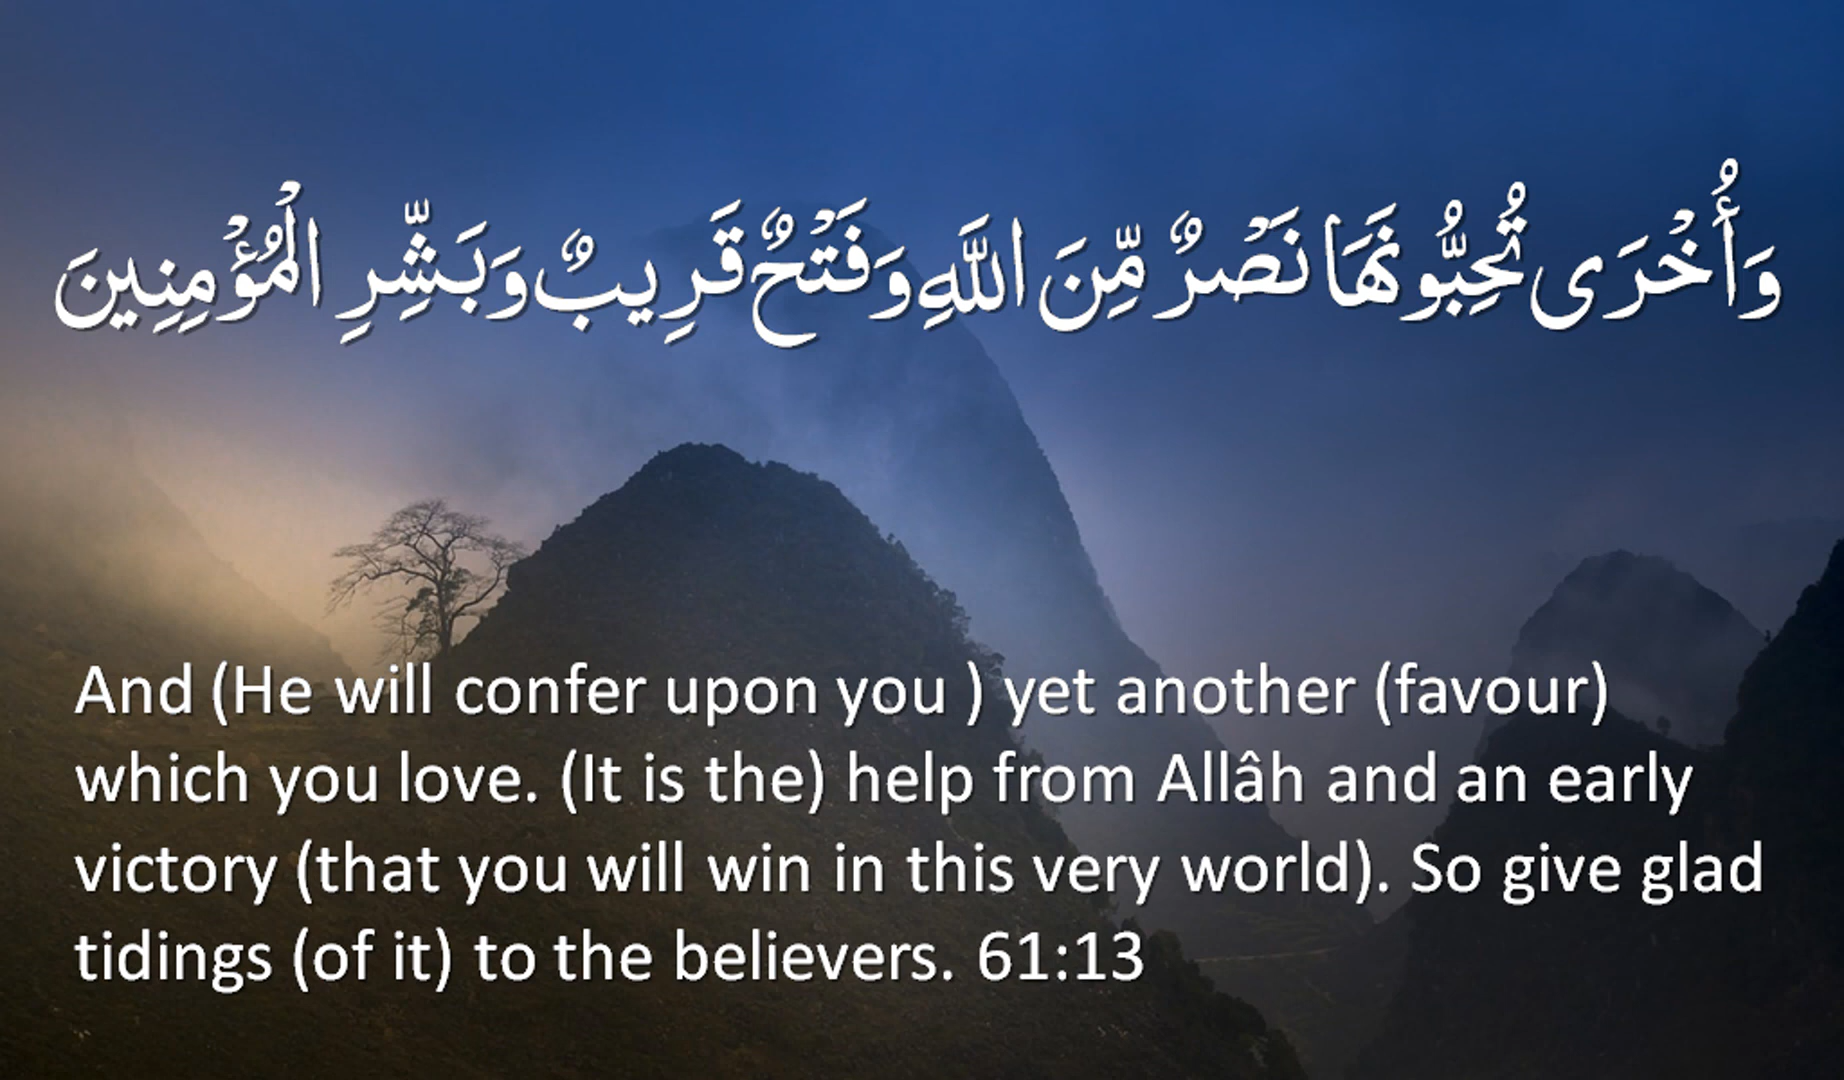 وَأُخْرَى تُحِبُّونَهَا نَصْرٌ مِّنَ اللَّهِ وَفَتْحٌ قَرِيبٌ وَبَشِّرِ الْمُؤْمِنِينَ
And (He will confer upon you ) yet another (favour)
which you love. (It is the) help from Allâh and an early
victory (that you will win in this very world). So give glad
tidings (of it) to the believers. 61:13